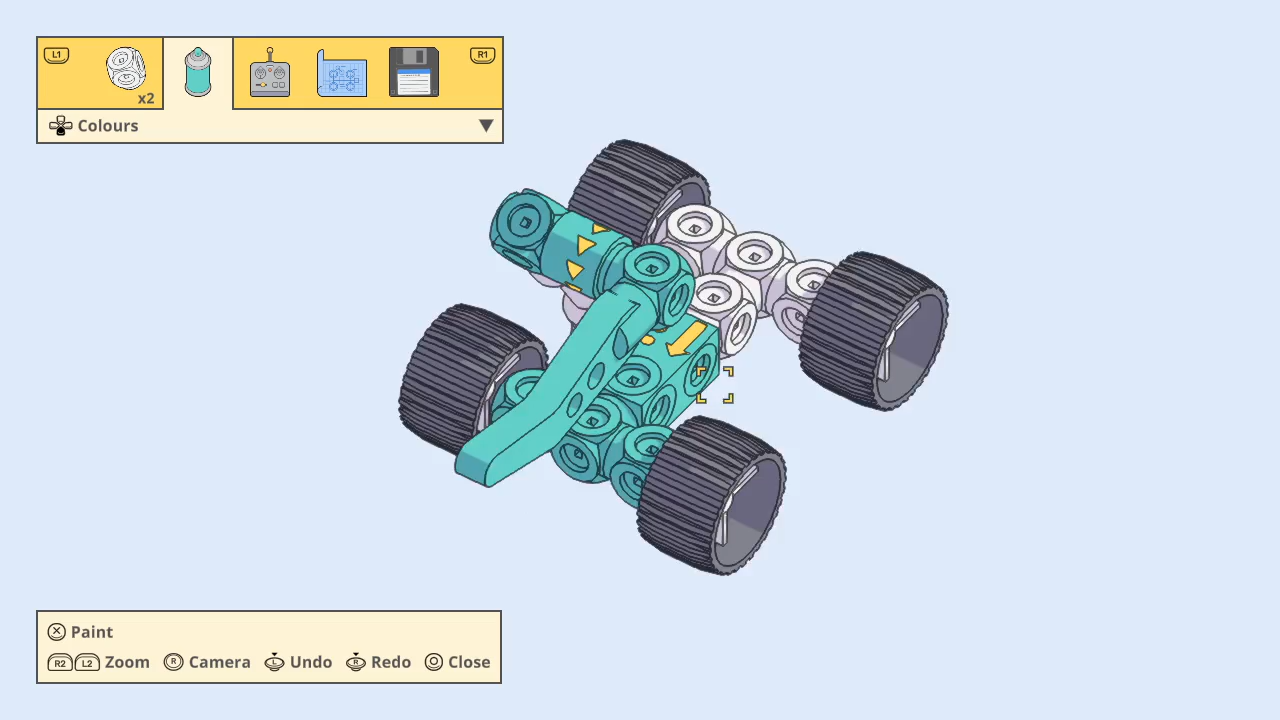 L1
R1
x2
Colours
Paint
R2 L2 Zoom R Camera L Undo R Redo Close